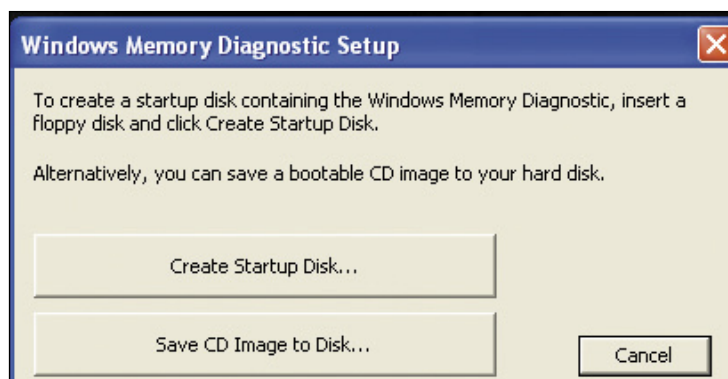 Windows Memory Diagnostic Setup
To create a startup disk containing the Windows Memory Diagnostic, insert a
floppy disk and click Create Startup Disk.
Alternatively, you can save a bootable CD image to your hard disk.
Create Startup Disk...
Save CD Image to Disk...
Cancel